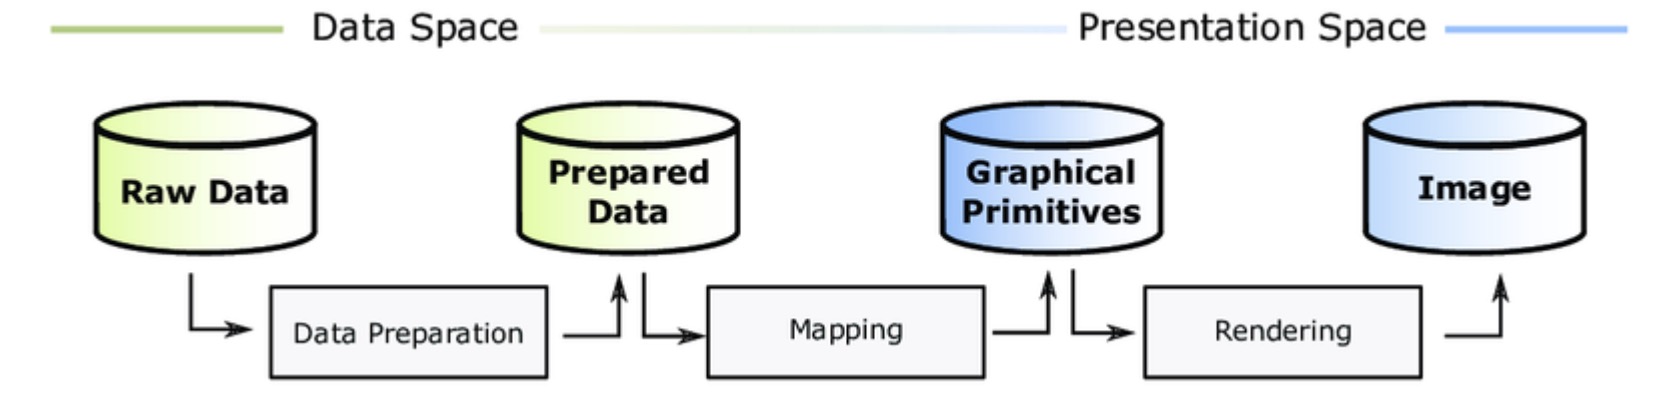 Data Space
Presentation Space
Raw Data
Prepared
Data
Graphical
Primitives
Image
Data Preparation
Mapping
Rendering